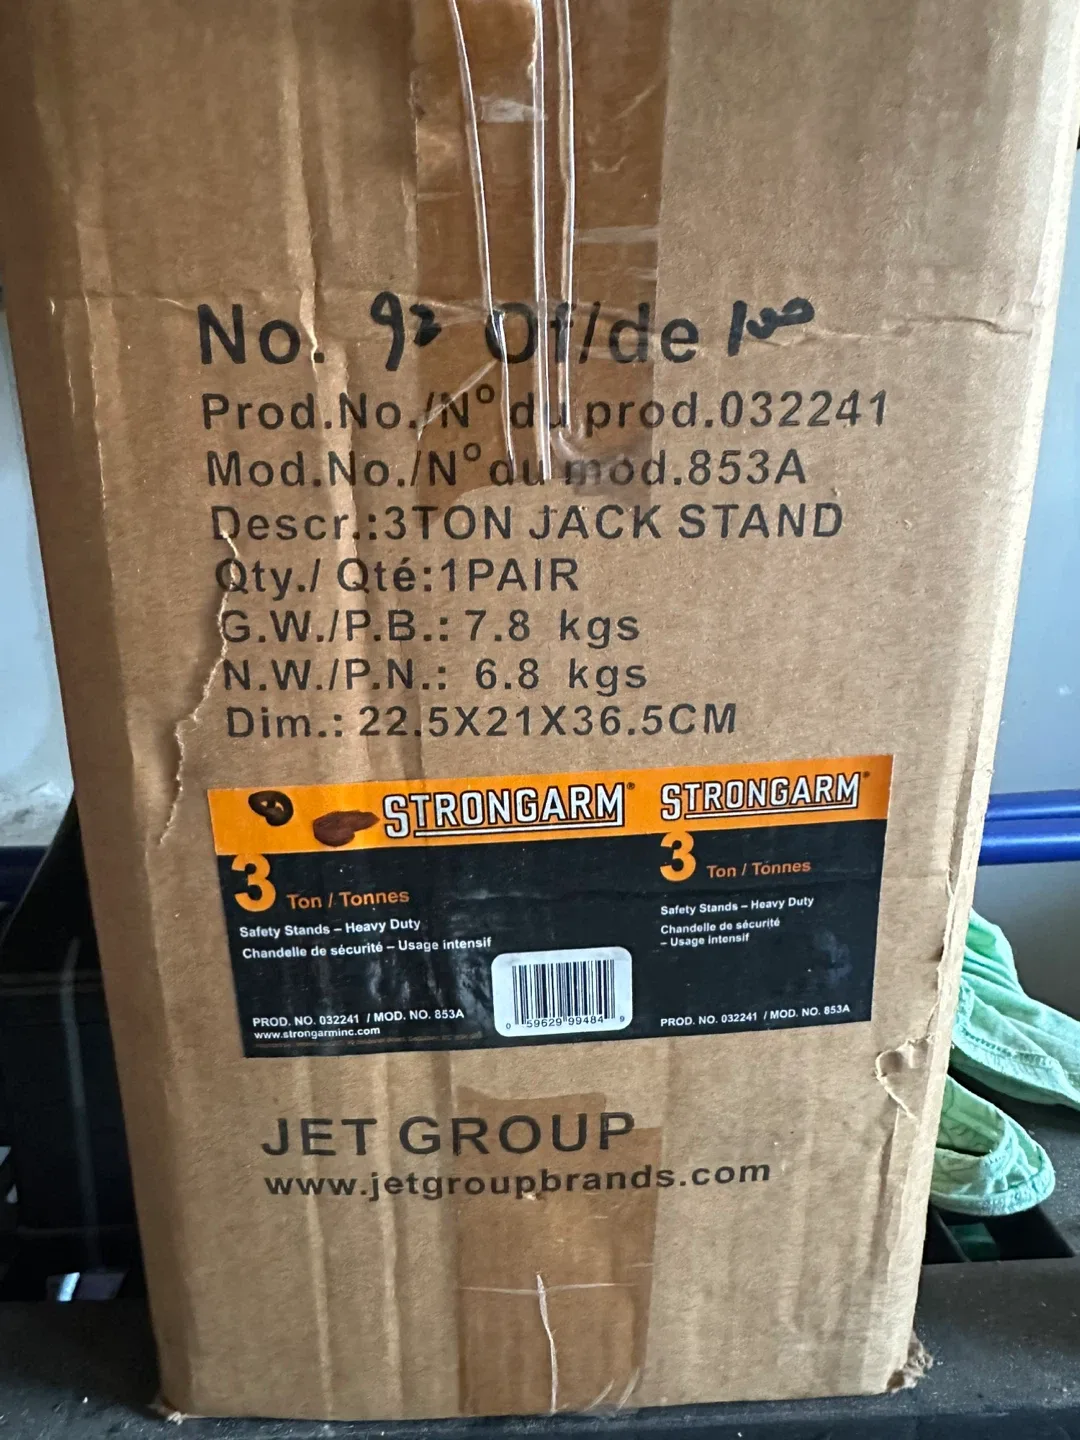 No. 92 Of/de 100
Prod.No./N° du prod.032241
Mod.No./N° du mod.853A
Descr.:3TON JACK STAND
Qty./ Qté:1PAIR
G.W./P.B.: 7.8 kgs
N.W./P.N.: 6.8 kgs
Dim.: 22.5X21X36.5CM
STRONGARM®
3 Ton / Tonnes
Safety Stands – Heavy Duty
Chandelle de sécurité – Usage intensif
0 59629 99484 9
PROD. NO. 032241 / MOD. NO. 853A
www.strongarminc.com
STRONGARM®
3 Ton / Tonnes
Safety Stands – Heavy Duty
Chandelle de sécurité
– Usage intensif
PROD. NO. 032241 / MOD. NO. 853A
JET GROUP
www.jetgroupbrands.com